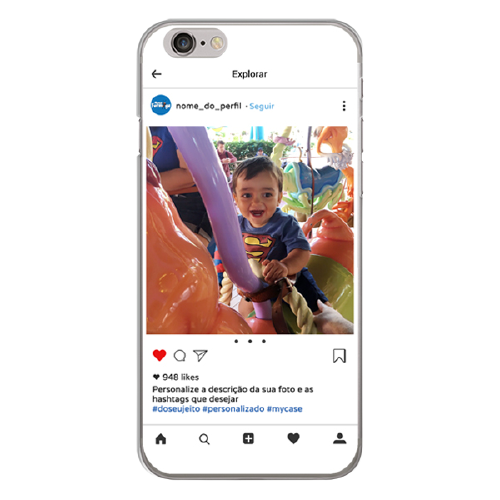 Explorar
nome_do_perfil • Seguir
948 likes
Personalize a descrição da sua foto e as
hashtags que desejar
#doseujeito #personalizado #mycase